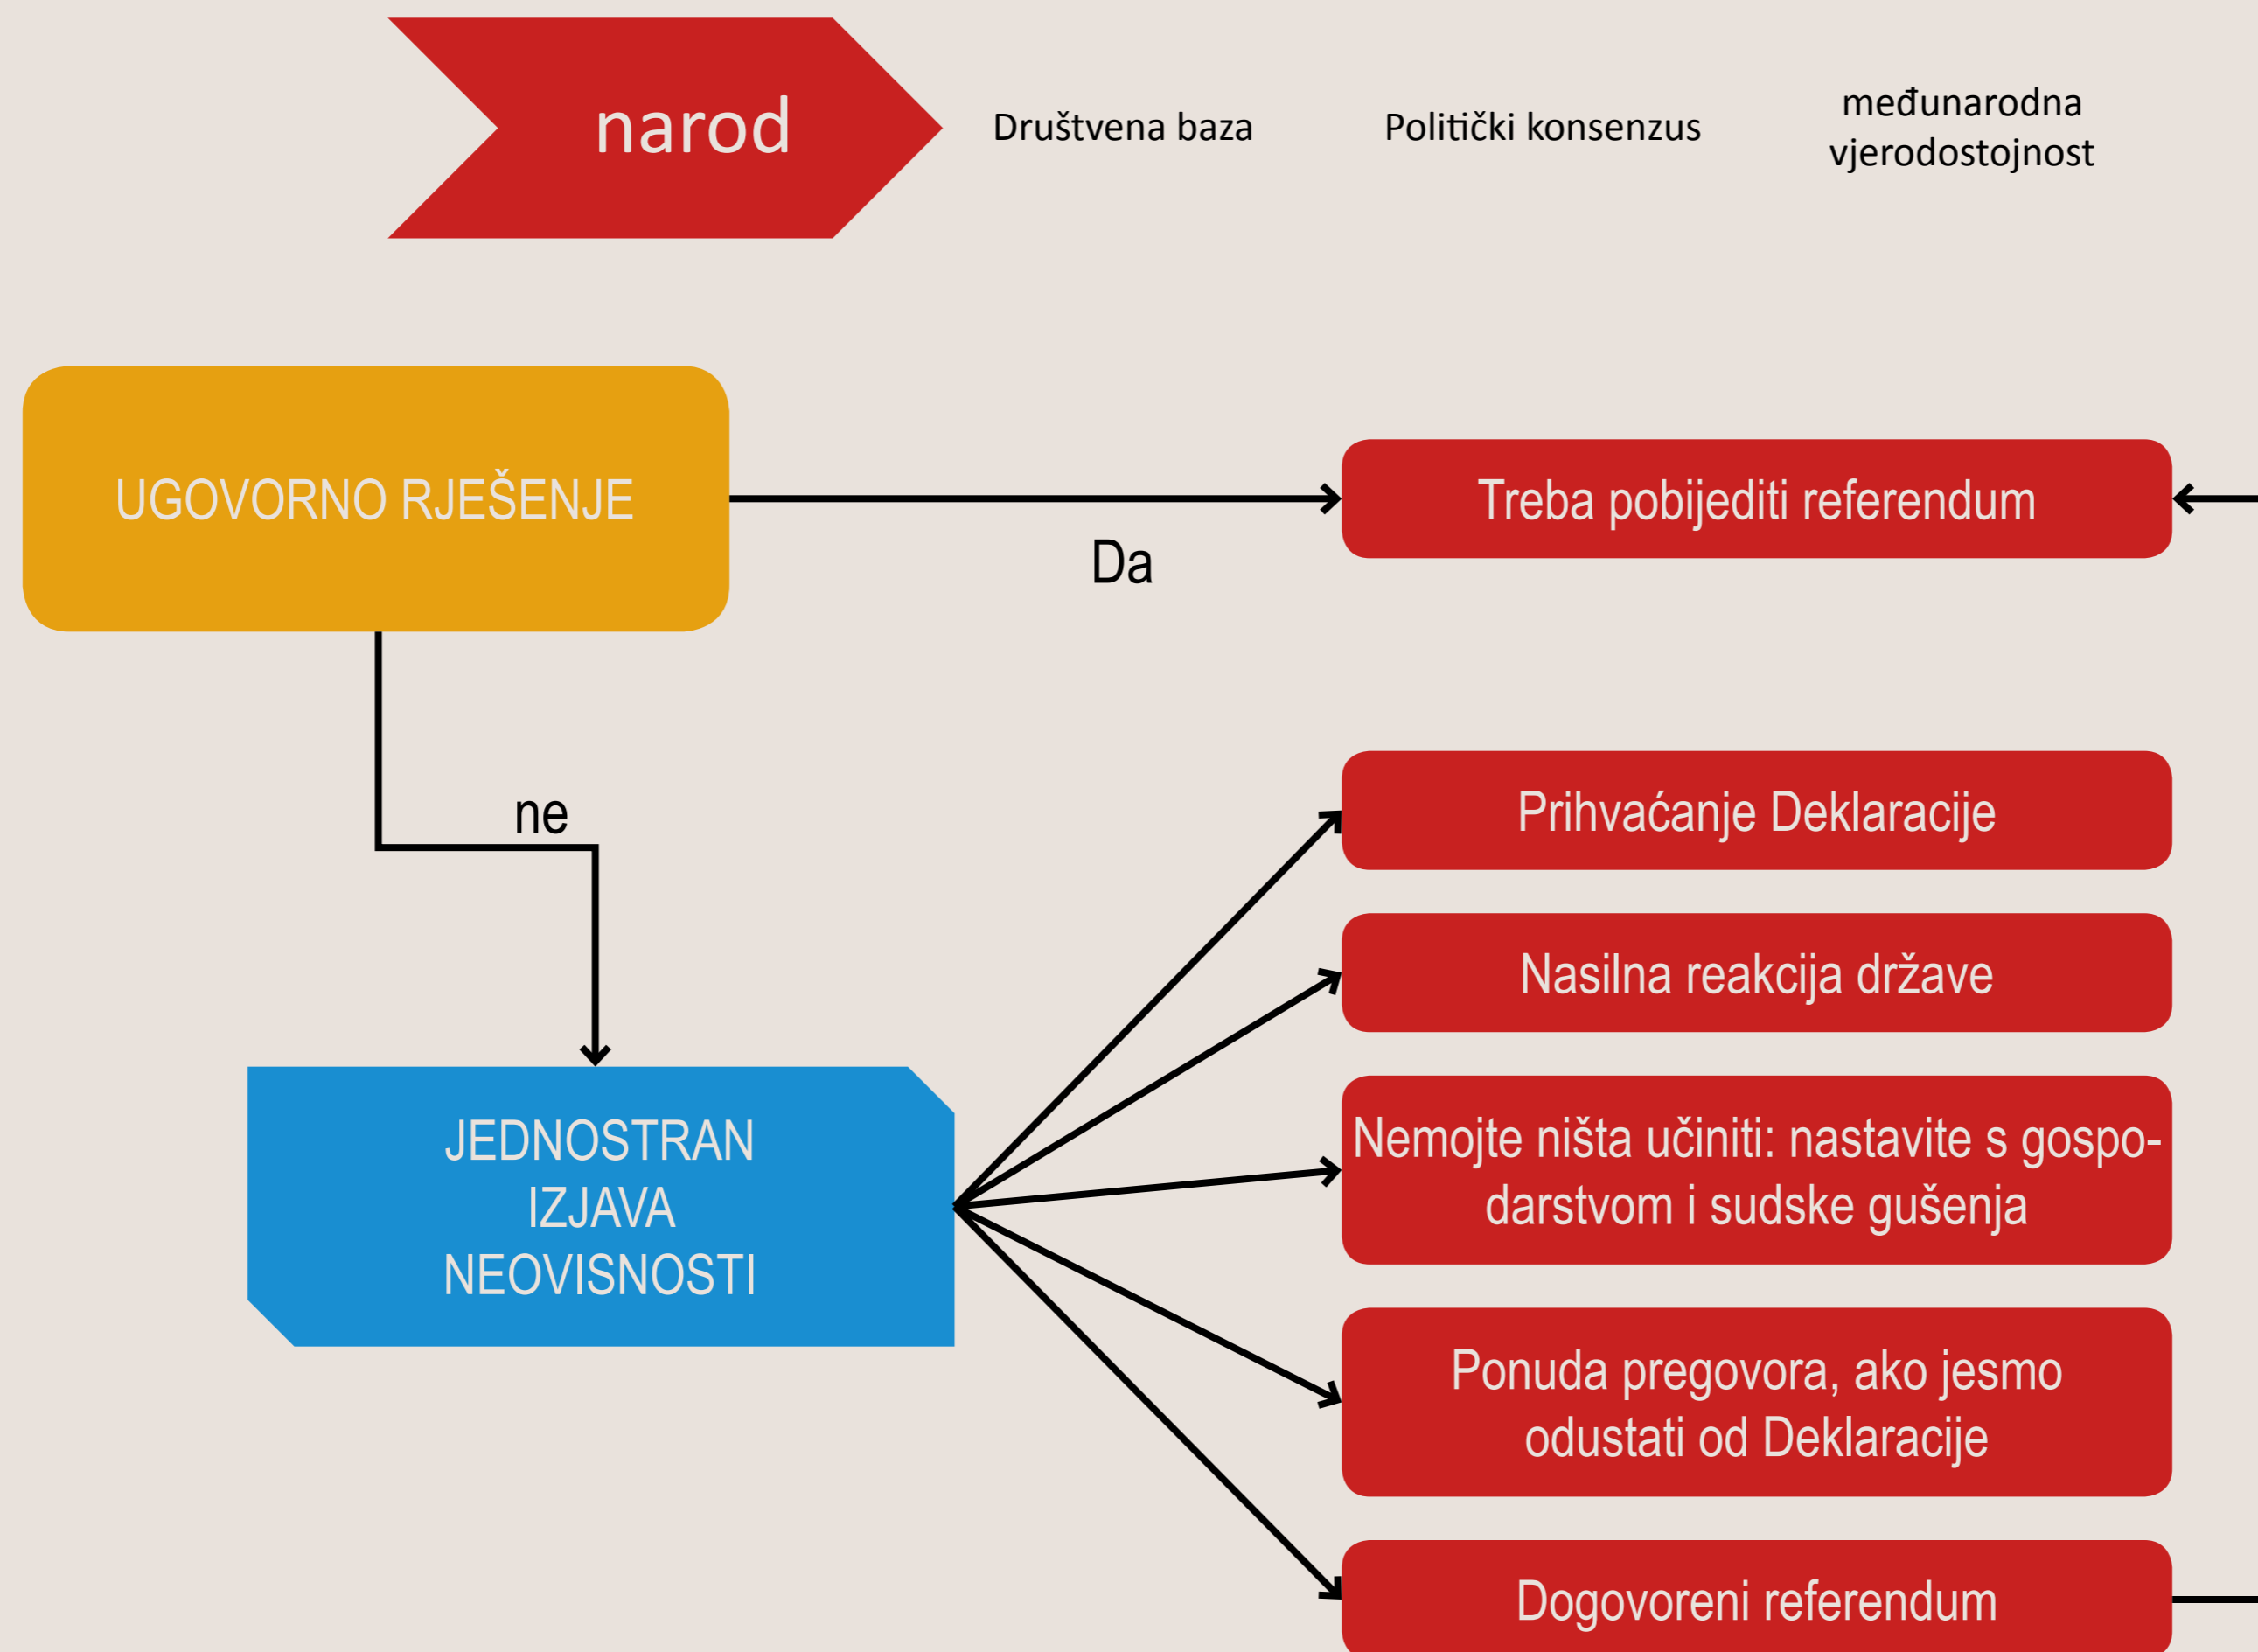 narod
Društvena baza
Politički konsenzus
međunarodna
vjerodostojnost
UGOVORNO RJEŠENJE
Da
Treba pobijediti referendum
ne
JEDNOSTRAN
IZJAVA
NEOVISNOSTI
Prihvaćanje Deklaracije
Nasilna reakcija države
Nemojte ništa učiniti: nastavite s gospo-
darstvom i sudske gušenja
Ponuda pregovora, ako jesmo
odustati od Deklaracije
Dogovoreni referendum